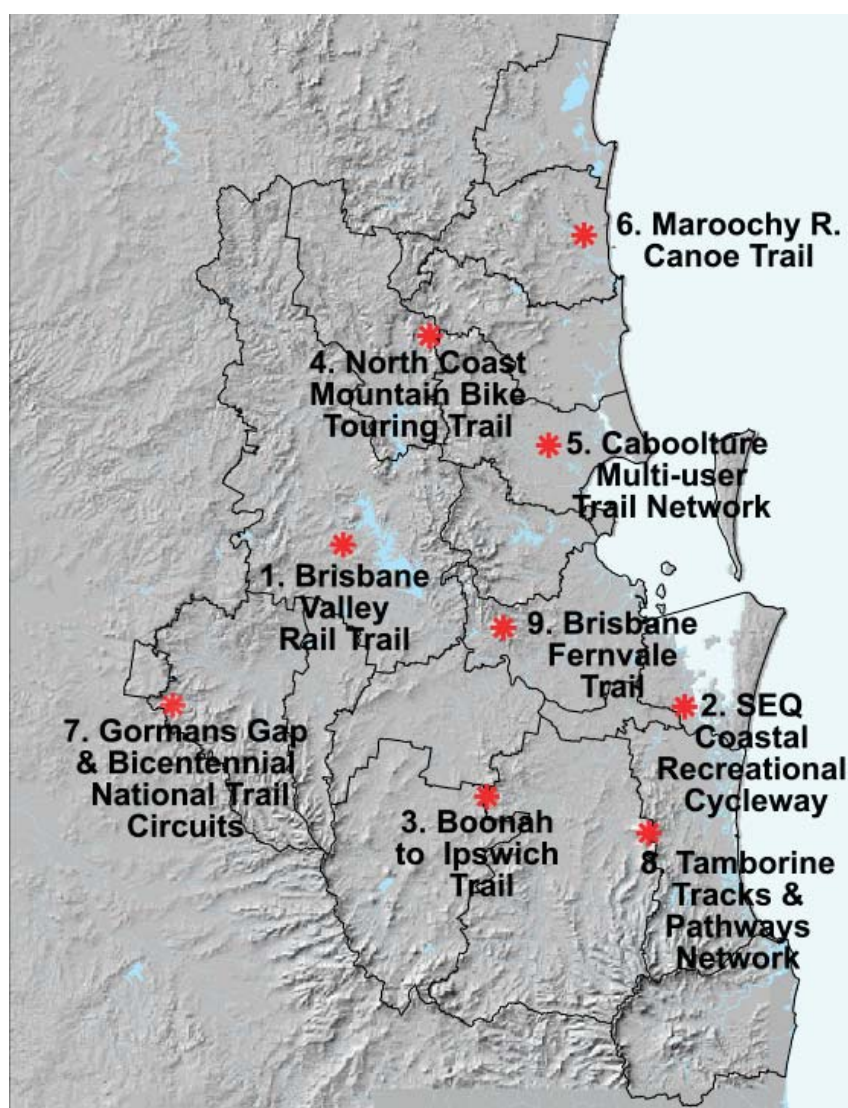 6. Maroochy R.
Canoe Trail
4. North Coast
Mountain Bike
Touring Trail
5. Caboolture
Multi-user
Trail Network
1. Brisbane
Valley
Rail Trail
9. Brisbane
Fernvale
Trail
7. Gormans Gap
& Bicentennial
National Trail
Circuits
2. SEQ
Coastal
Recreational
Cycleway
3. Boonah
to Ipswich
Trail
8. Tamborine
Tracks &
Pathways
Network